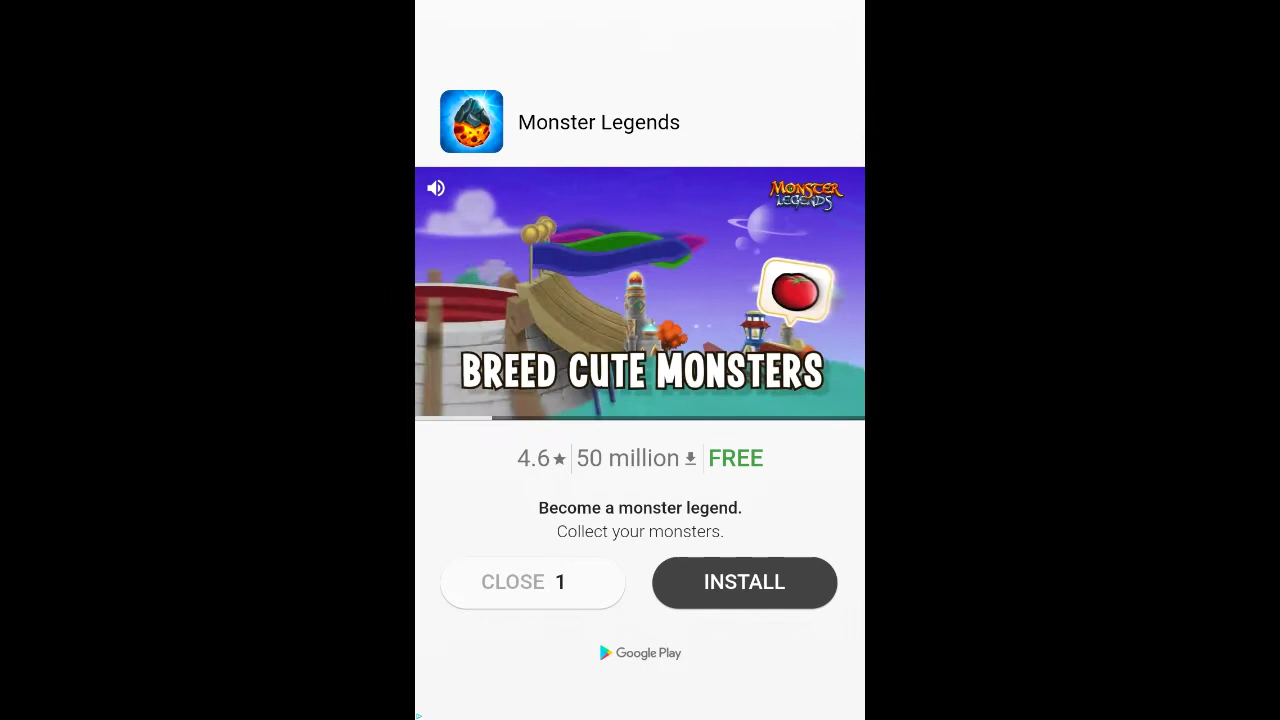 Monster Legends
MONSTER
LEGENDS
BREED CUTE MONSTERS
4.6
50 million
FREE
Become a monster legend.
Collect your monsters.
CLOSE 1
INSTALL
Google Play